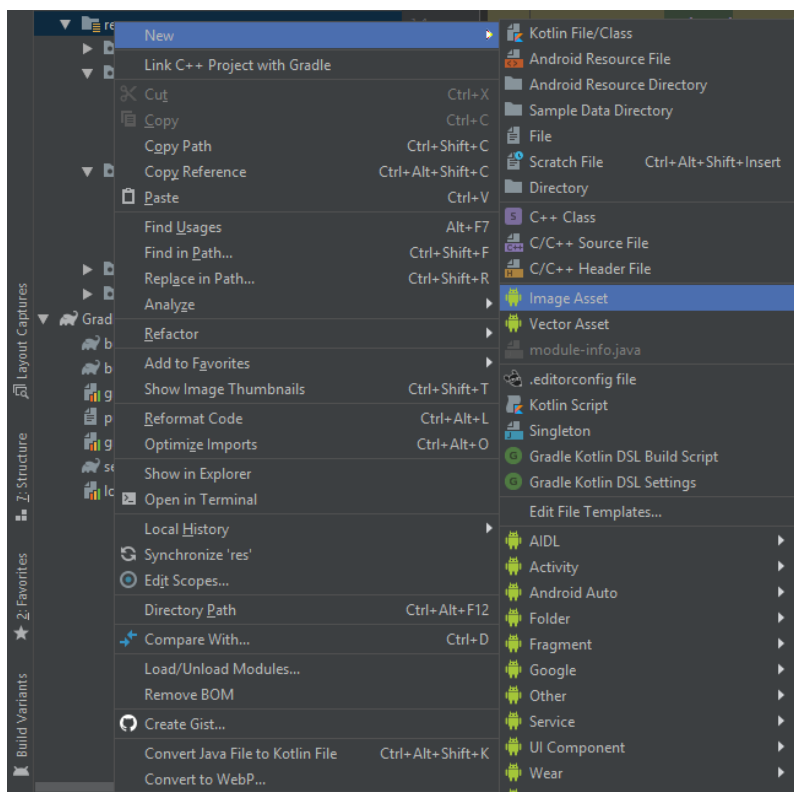 re
New
Link C++ Project with Gradle
Cut Ctrl+X
Copy Ctrl+C
Copy Path Ctrl+Shift+C
Copy Reference Ctrl+Alt+Shift+C
Paste Ctrl+V
Find Usages Alt+F7
Find in Path... Ctrl+Shift+F
Replace in Path... Ctrl+Shift+R
Analyze
Refactor
Add to Favorites
Show Image Thumbnails Ctrl+Shift+T
Reformat Code Ctrl+Alt+L
Optimize Imports Ctrl+Alt+O
Show in Explorer
Open in Terminal
Local History
Synchronize 'res'
Edit Scopes...
Directory Path Ctrl+Alt+F12
Compare With... Ctrl+D
Load/Unload Modules...
Remove BOM
Create Gist...
Convert Java File to Kotlin File Ctrl+Alt+Shift+K
Convert to WebP...
Kotlin File/Class
Android Resource File
Android Resource Directory
Sample Data Directory
File
Scratch File Ctrl+Alt+Shift+Insert
Directory
C++ Class
C/C++ Source File
C/C++ Header File
Image Asset
Vector Asset
module-info.java
.editorconfig file
Kotlin Script
Singleton
Gradle Kotlin DSL Build Script
Gradle Kotlin DSL Settings
Edit File Templates...
AIDL
Activity
Android Auto
Folder
Fragment
Google
Other
Service
UI Component
Wear
Grad
b
b
g
p
g
se
lc
Layout Captures
7: Structure
2: Favorites
Build Variants